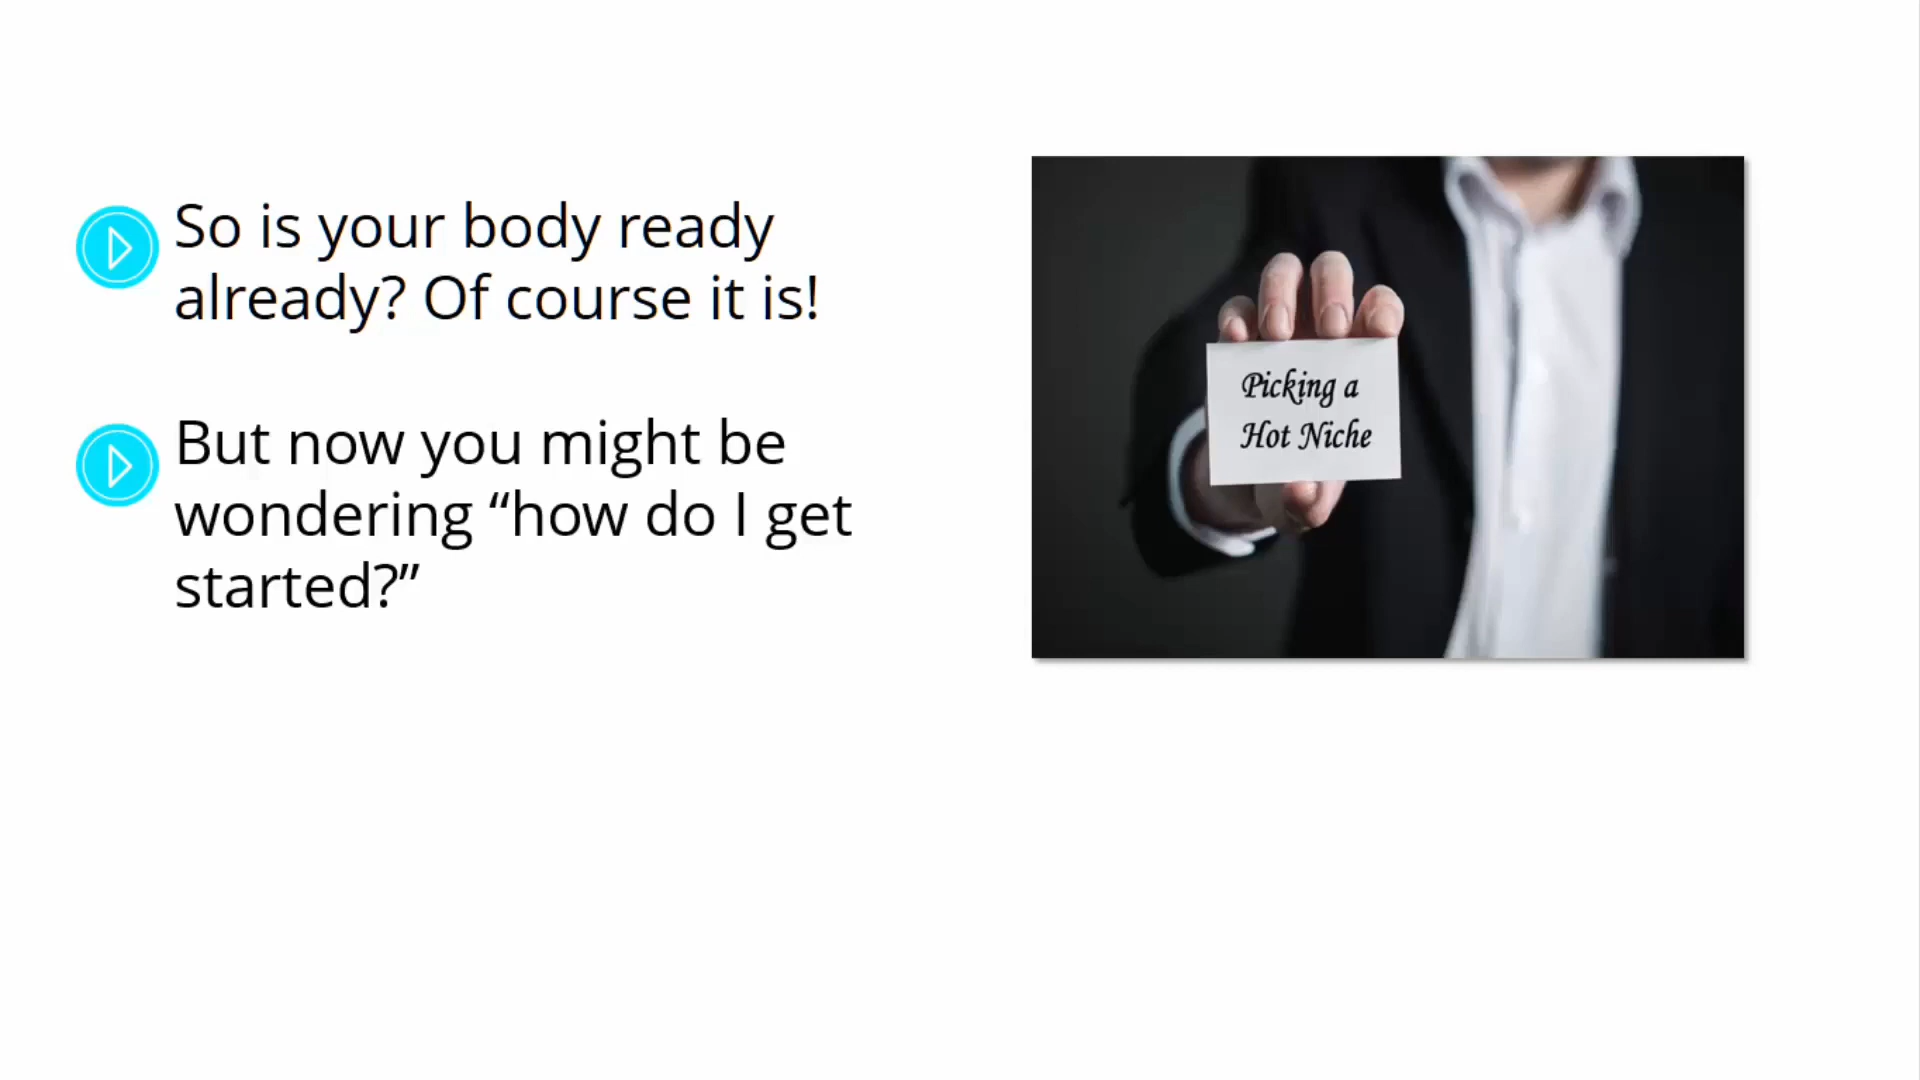 So is your body ready
already? Of course it is!
But now you might be
wondering “how do I get
started?”
Picking a
Hot Niche